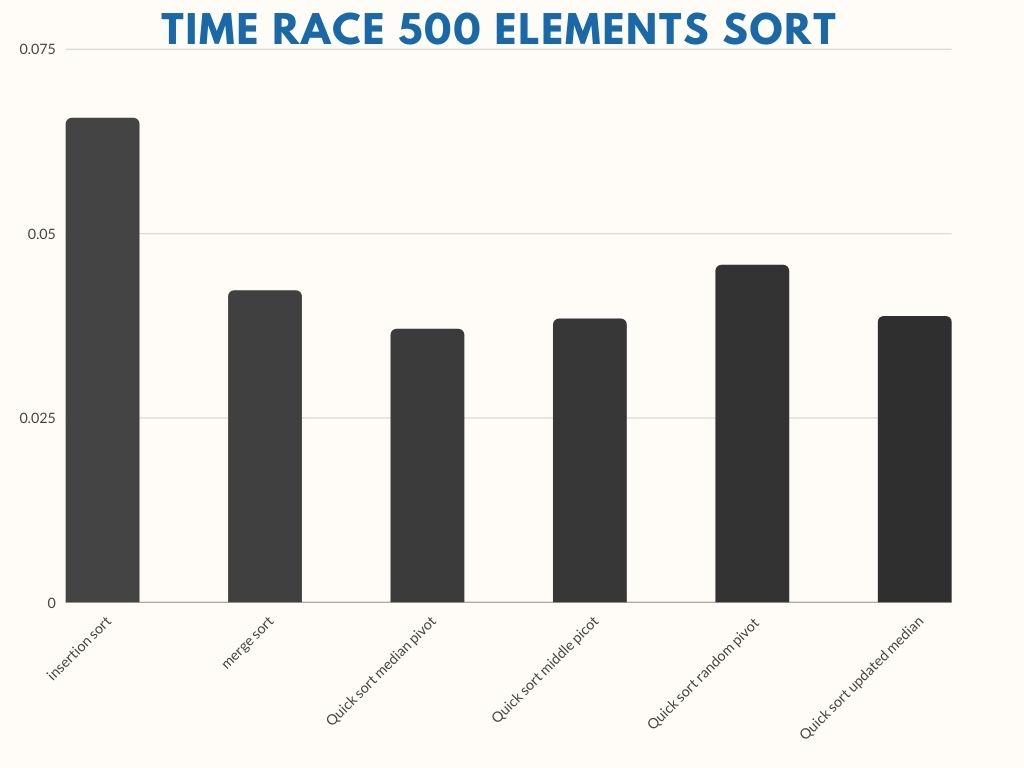 TIME RACE 500 ELEMENTS SORT
0.075
0.05
0.025
0
insertion sort
merge sort
Quick sort median pivot
Quick sort middle picot
Quick sort random pivot
Quick sort updated median